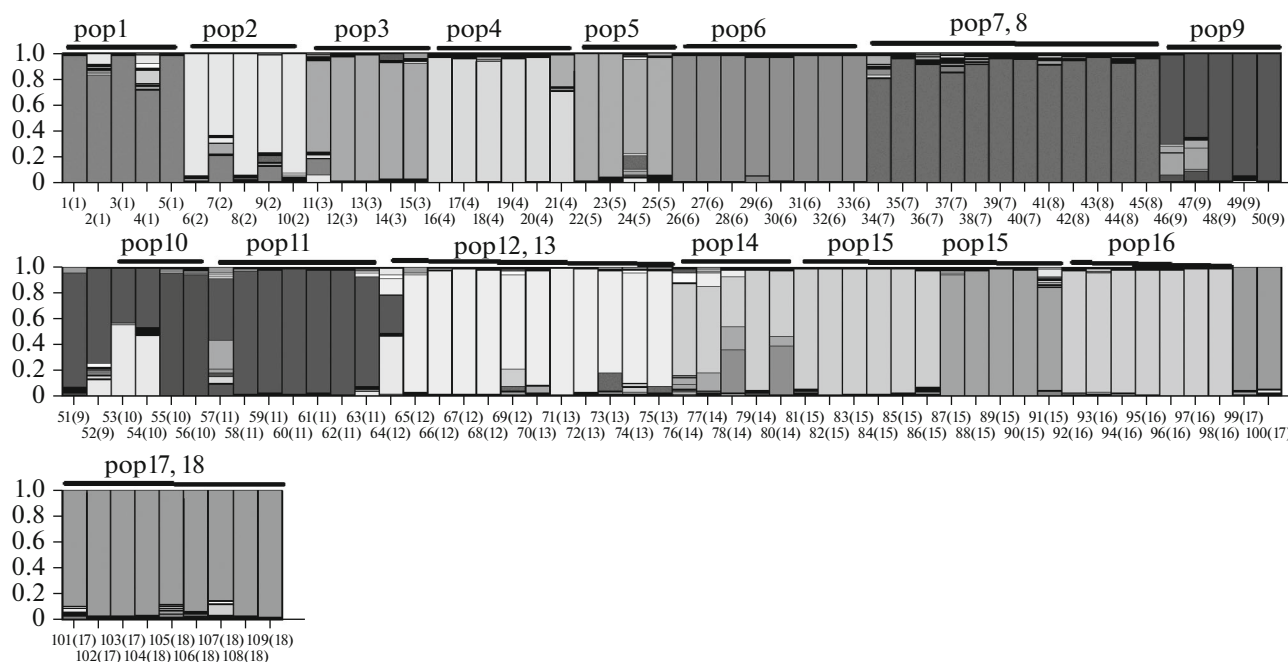 pop1 pop2 pop3 pop4 pop5 pop6 pop7, 8 pop9
1.0
0.8
0.6
0.4
0.2
0
1(1) 3(1) 5(1) 7(2) 9(2) 11(3) 13(3) 15(3) 17(4) 19(4) 21(4) 23(5) 25(5) 27(6) 29(6) 31(6) 33(6) 35(7) 37(7) 39(7) 41(8) 43(8) 45(8) 47(9) 49(9)
2(1) 4(1) 6(2) 8(2) 10(2) 12(3) 14(3) 16(4) 18(4) 20(4) 22(5) 24(5) 26(6) 28(6) 30(6) 32(6) 34(7) 36(7) 38(7) 40(7) 42(8) 44(8) 46(9) 48(9) 50(9)
pop10 pop11 pop12, 13 pop14 pop15 pop15 pop16
1.0
0.8
0.6
0.4
0.2
0
51(9) 53(10) 55(10) 57(11) 59(11) 61(11) 63(11) 65(12) 67(12) 69(12) 71(13) 73(13) 75(13) 77(14) 79(14) 81(15) 83(15) 85(15) 87(15) 89(15) 91(15) 93(16) 95(16) 97(16) 99(17)
52(9) 54(10) 56(10) 58(11) 60(11) 62(11) 64(12) 66(12) 68(12) 70(13) 72(13) 74(13) 76(14) 78(14) 80(14) 82(15) 84(15) 86(15) 88(15) 90(15) 92(16) 94(16) 96(16) 98(16) 100(17)
pop17, 18
1.0
0.8
0.6
0.4
0.2
0
101(17) 103(17) 105(18) 107(18) 109(18)
102(17) 104(18) 106(18) 108(18)